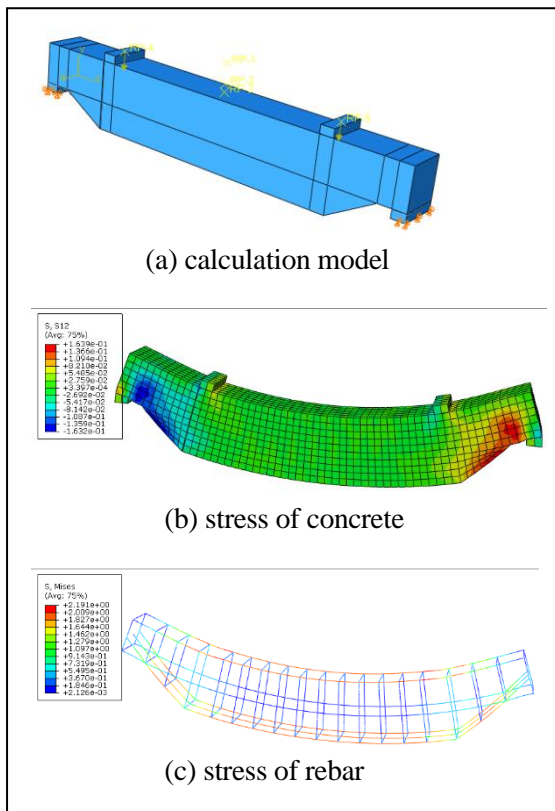 (a) calculation model
S, S12
(Avg: 75%)
+1.639e-01
+1.366e-01
+1.094e-01
+8.210e-02
+5.485e-02
+2.759e-02
+3.397e-04
-2.692e-02
-5.417e-02
-8.142e-02
-1.087e-01
-1.359e-01
-1.632e-01
(b) stress of concrete
S, Mises
(Avg: 75%)
+2.191e+00
+2.009e+00
+1.827e+00
+1.644e+00
+1.462e+00
+1.279e+00
+1.097e+00
+9.143e-01
+7.319e-01
+5.495e-01
+3.670e-01
+1.846e-01
+2.126e-03
(c) stress of rebar